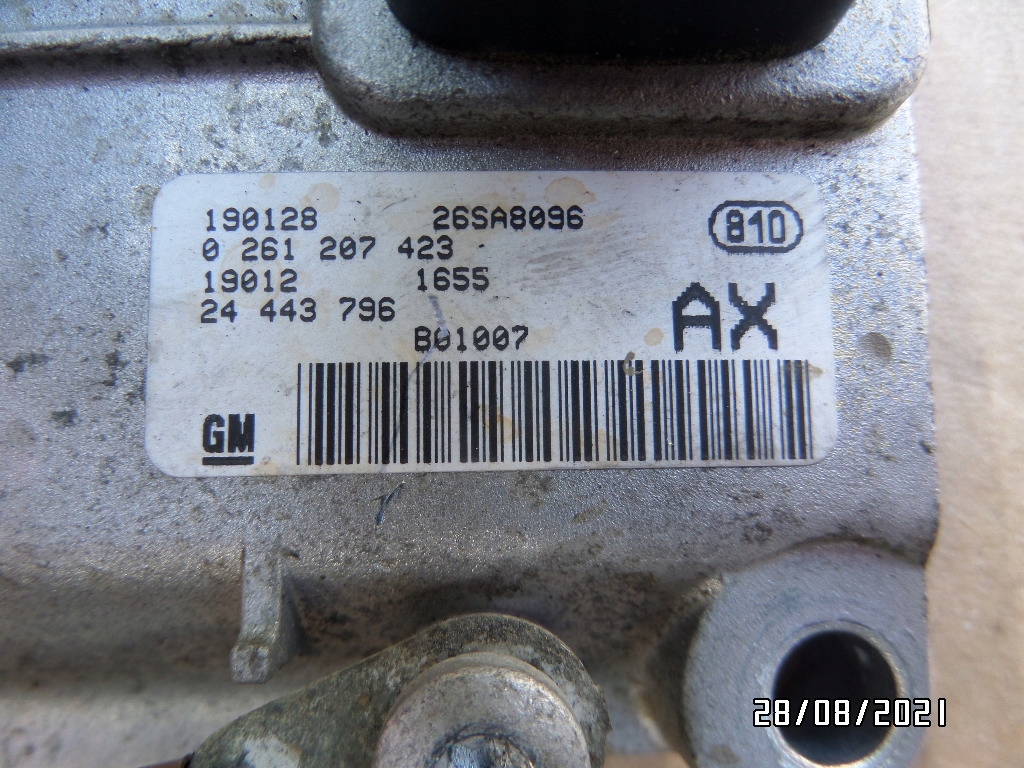 190128 26SA8096
810
0 261 207 423
19012 1655
24 443 796
AX
B01007
GM
28/08/2021